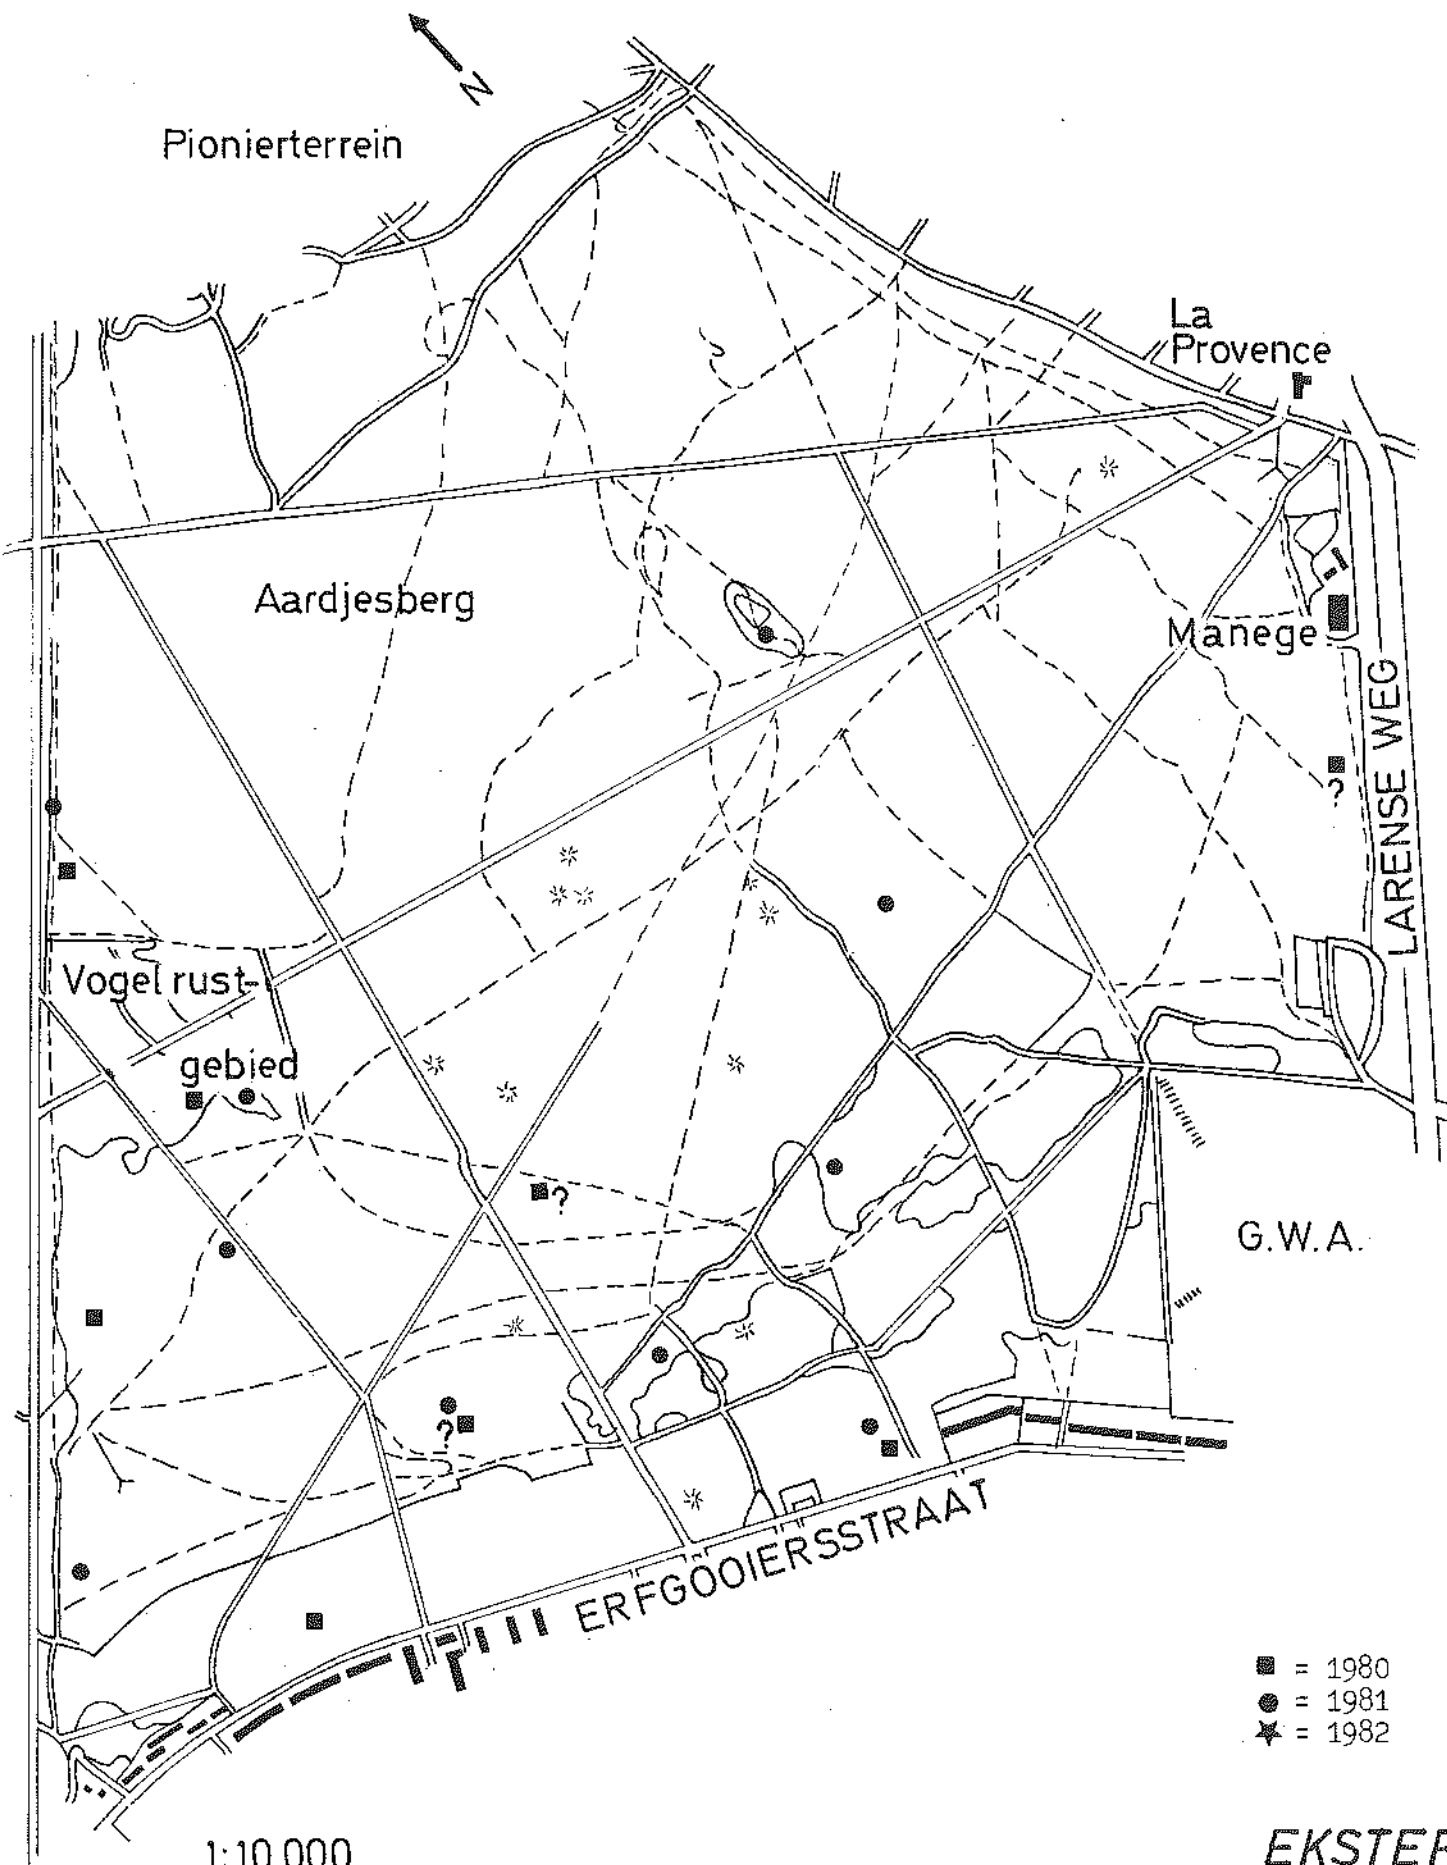 N
Pionierterrein
La
Provence
Aardjesberg
Manege
LARENSE WEG
?
Vogel rust-
gebied
?
G.W.A.
?
ERFGOOIERSSTRAAT
■ = 1980
● = 1981
★ = 1982
1:10.000
EKSTER